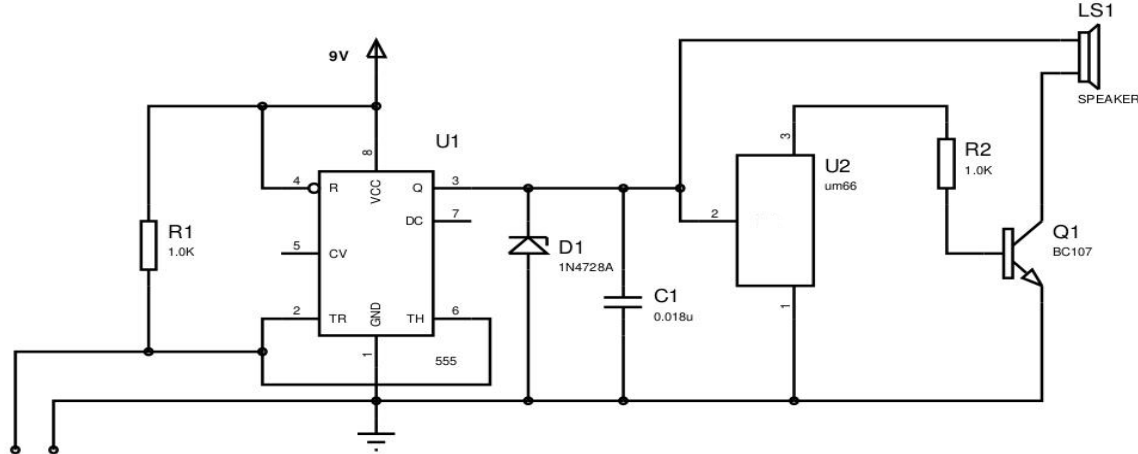 LS1
SPEAKER
9V
U1
8
VCC
4
R
Q
3
DC
7
5
CV
2
TR
GND
TH
6
1
555
R1
1.0K
D1
1N4728A
C1
0.018u
3
U2
um66
2
1
R2
1.0K
Q1
BC107